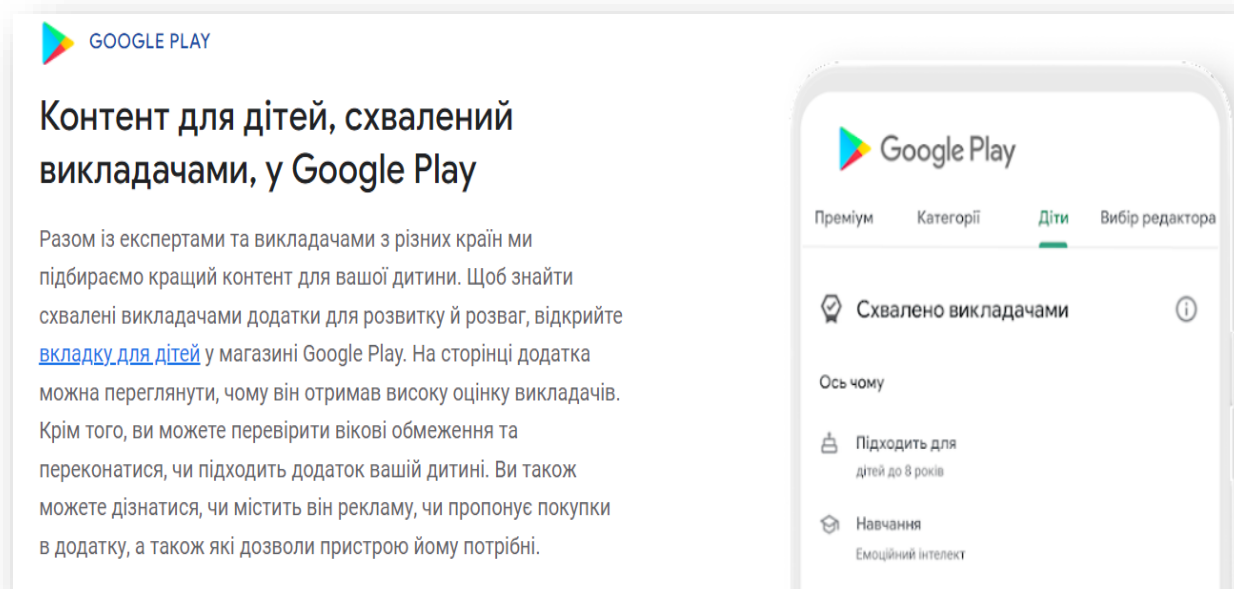 GOOGLE PLAY
Контент для дітей, схвалений
викладачами, у Google Play
Разом із експертами та викладачами з різних країн ми
підбираємо кращий контент для вашої дитини. Щоб знайти
схвалені викладачами додатки для розвитку й розваг, відкрийте
вкладку для дітей у магазині Google Play. На сторінці додатка
можна переглянути, чому він отримав високу оцінку викладачів.
Крім того, ви можете перевірити вікові обмеження та
переконатися, чи підходить додаток вашій дитині. Ви також
можете дізнатися, чи містить він рекламу, чи пропонує покупки
в додатку, а також які дозволи пристрою йому потрібні.
Google Play
Преміум Категорії Діти Вибір редактора
Схвалено викладачами
Ось чому
Підходить для
дітей до 8 років
Навчання
Емоційний інтелект